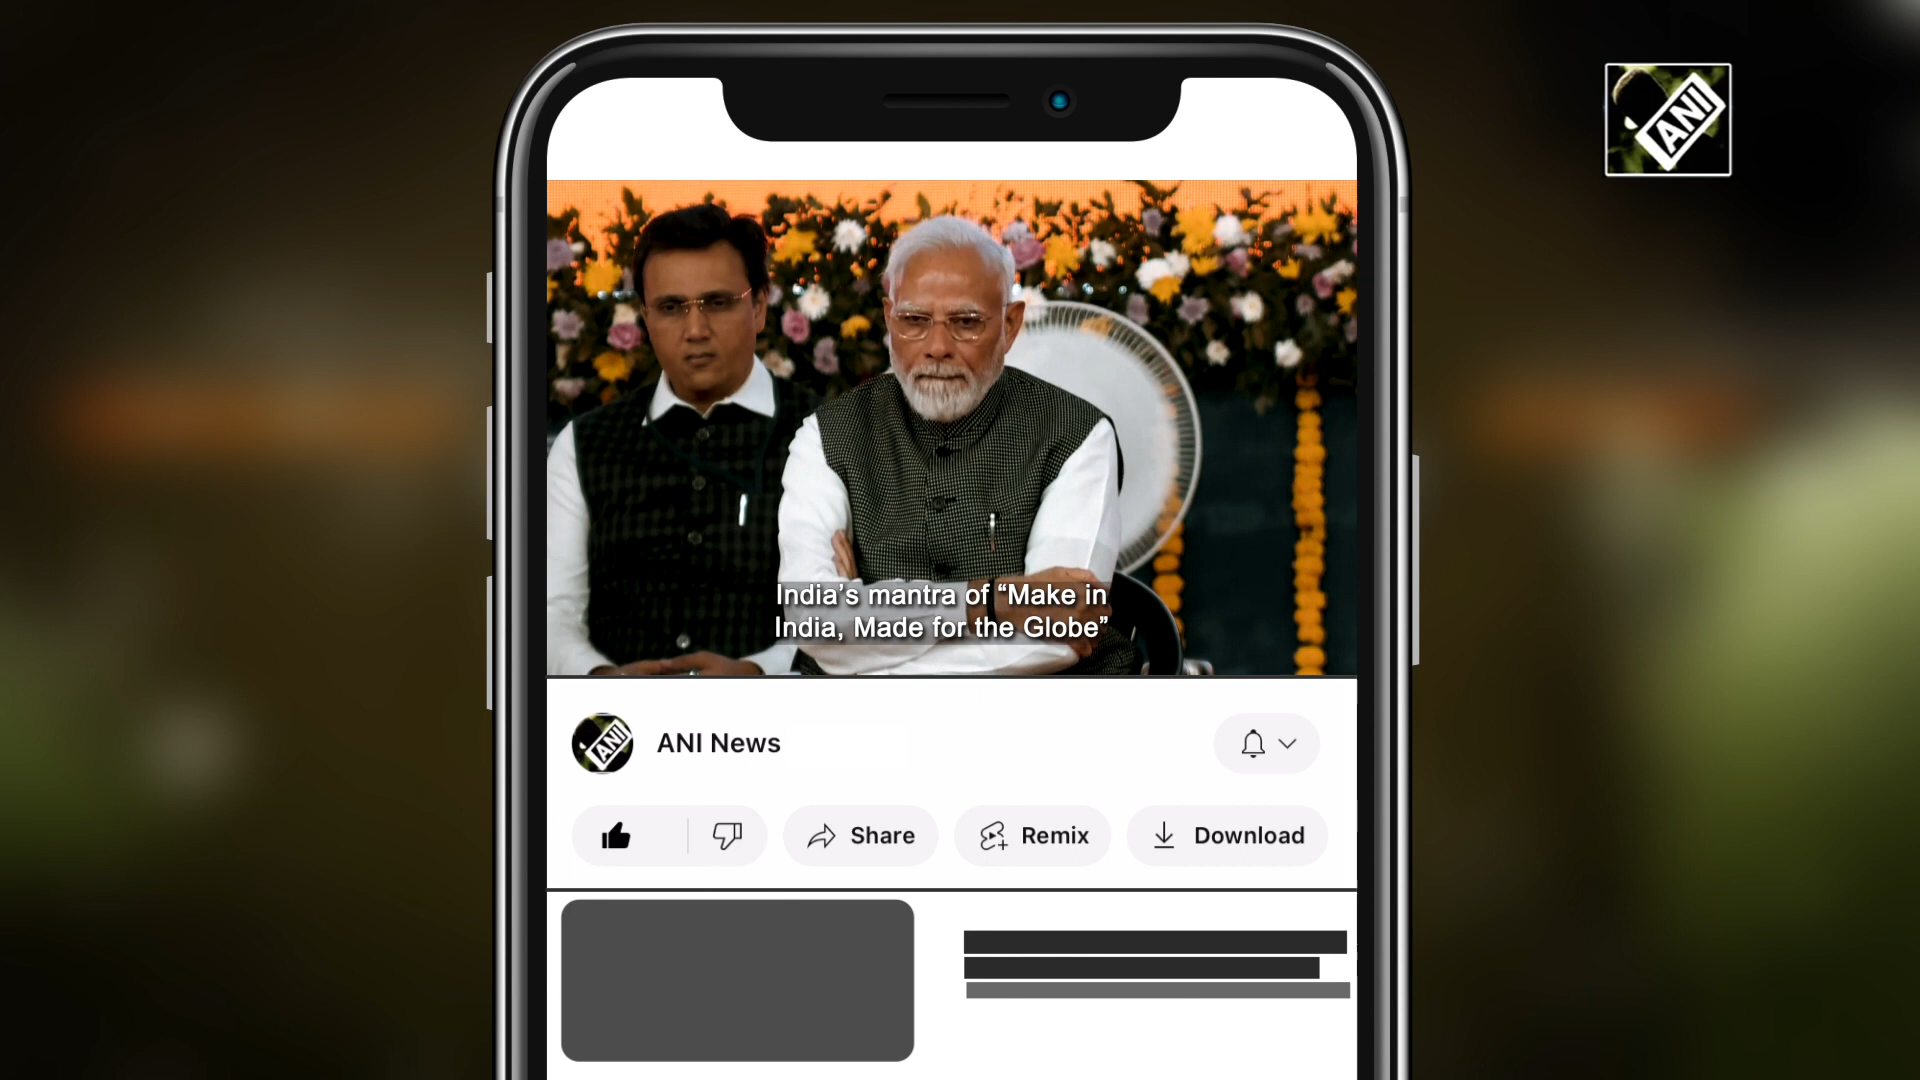 ANI
India's mantra of “Make in
India, Made for the Globe”
ANI
ANI News
Share
Remix
Download